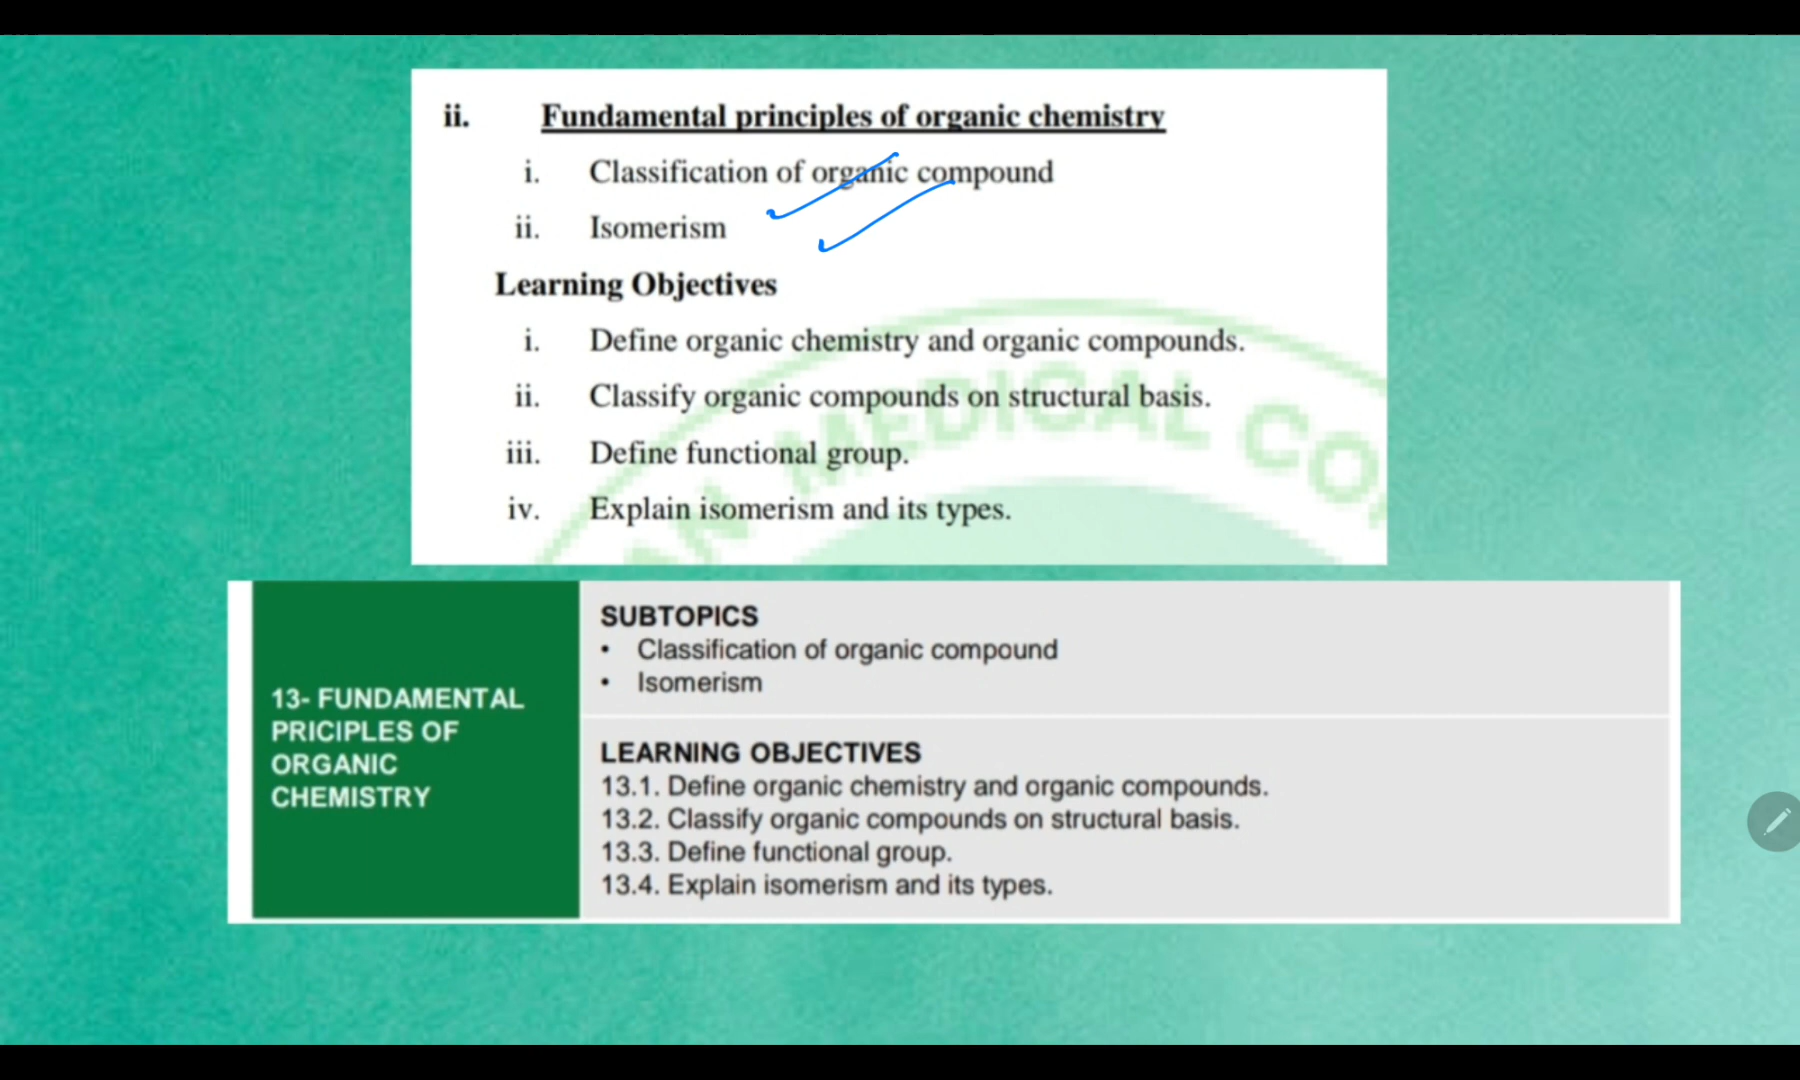 ii. Fundamental principles of organic chemistry
i. Classification of organic compound
ii. Isomerism
Learning Objectives
i. Define organic chemistry and organic compounds.
ii. Classify organic compounds on structural basis.
iii. Define functional group.
iv. Explain isomerism and its types.
AN MEDICAL CO
13- FUNDAMENTAL
PRICIPLES OF
ORGANIC
CHEMISTRY
SUBTOPICS
• Classification of organic compound
• Isomerism
LEARNING OBJECTIVES
13.1. Define organic chemistry and organic compounds.
13.2. Classify organic compounds on structural basis.
13.3. Define functional group.
13.4. Explain isomerism and its types.